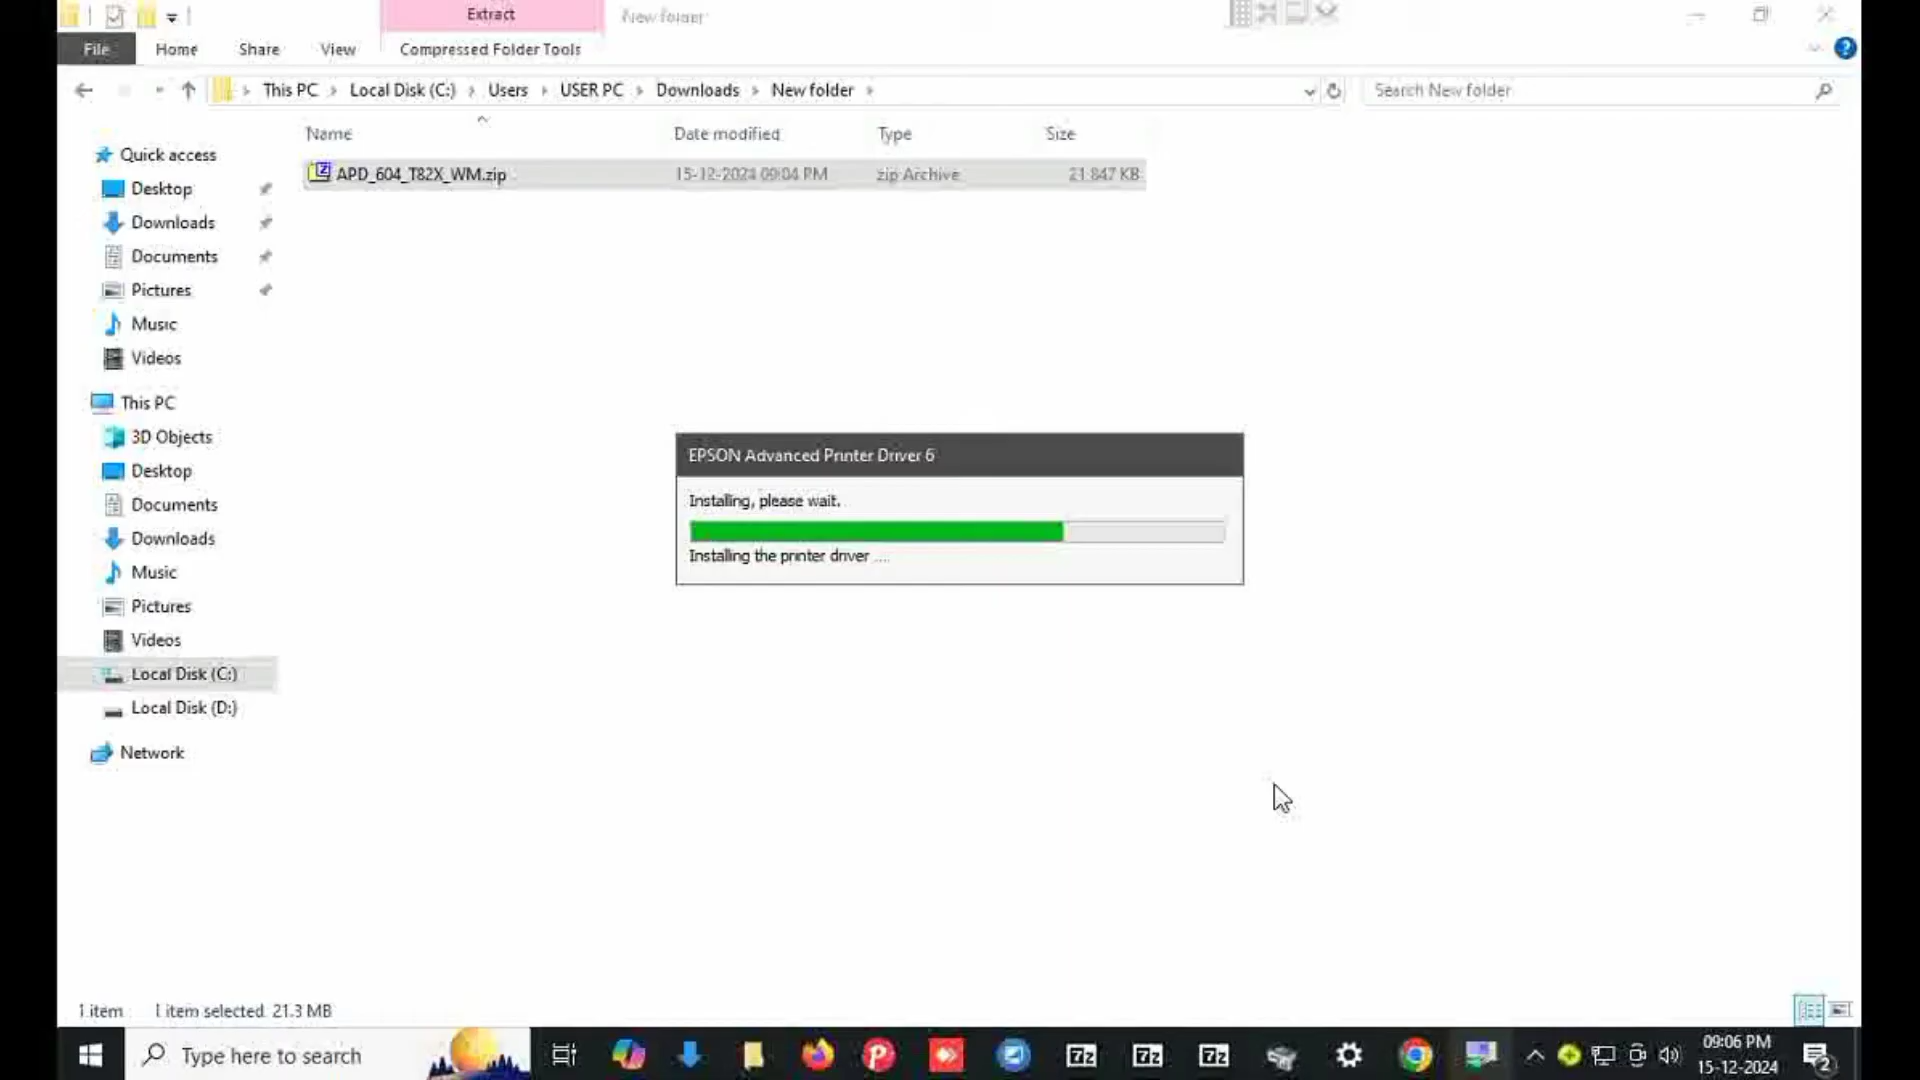 Extract
New folder
File
Home
Share
View
Compressed Folder Tools
This PC
Local Disk (C:)
Users
USER PC
Downloads
New folder
Search New folder
Name
Date modified
Type
Size
APD_604_T82X_WM.zip
15-12-2024 09:04 PM
zip Archive
21 847 KB
Quick access
Desktop
Downloads
Documents
Pictures
Music
Videos
This PC
3D Objects
Desktop
Documents
Downloads
Music
Pictures
Videos
Local Disk (C:)
Local Disk (D:)
Network
EPSON Advanced Printer Driver 6
Installing, please wait.
Installing the printer driver ....
1 item
1 item selected 21.3 MB
Type here to search
7z
7z
7z
09:06 PM
15-12-2024
2